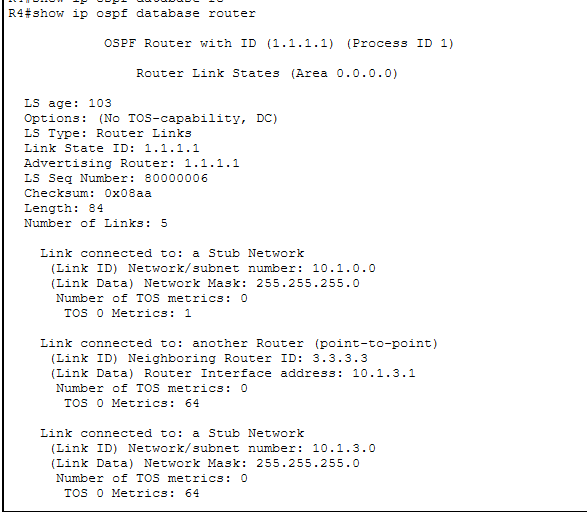 R4#show ip ospf database router
OSPF Router with ID (1.1.1.1) (Process ID 1)
Router Link States (Area 0.0.0.0)
LS age: 103
Options: (No TOS-capability, DC)
LS Type: Router Links
Link State ID: 1.1.1.1
Advertising Router: 1.1.1.1
LS Seq Number: 80000006
Checksum: 0x08aa
Length: 84
Number of Links: 5
Link connected to: a Stub Network
(Link ID) Network/subnet number: 10.1.0.0
(Link Data) Network Mask: 255.255.255.0
Number of TOS metrics: 0
TOS 0 Metrics: 1
Link connected to: another Router (point-to-point)
(Link ID) Neighboring Router ID: 3.3.3.3
(Link Data) Router Interface address: 10.1.3.1
Number of TOS metrics: 0
TOS 0 Metrics: 64
Link connected to: a Stub Network
(Link ID) Network/subnet number: 10.1.3.0
(Link Data) Network Mask: 255.255.255.0
Number of TOS metrics: 0
TOS 0 Metrics: 64